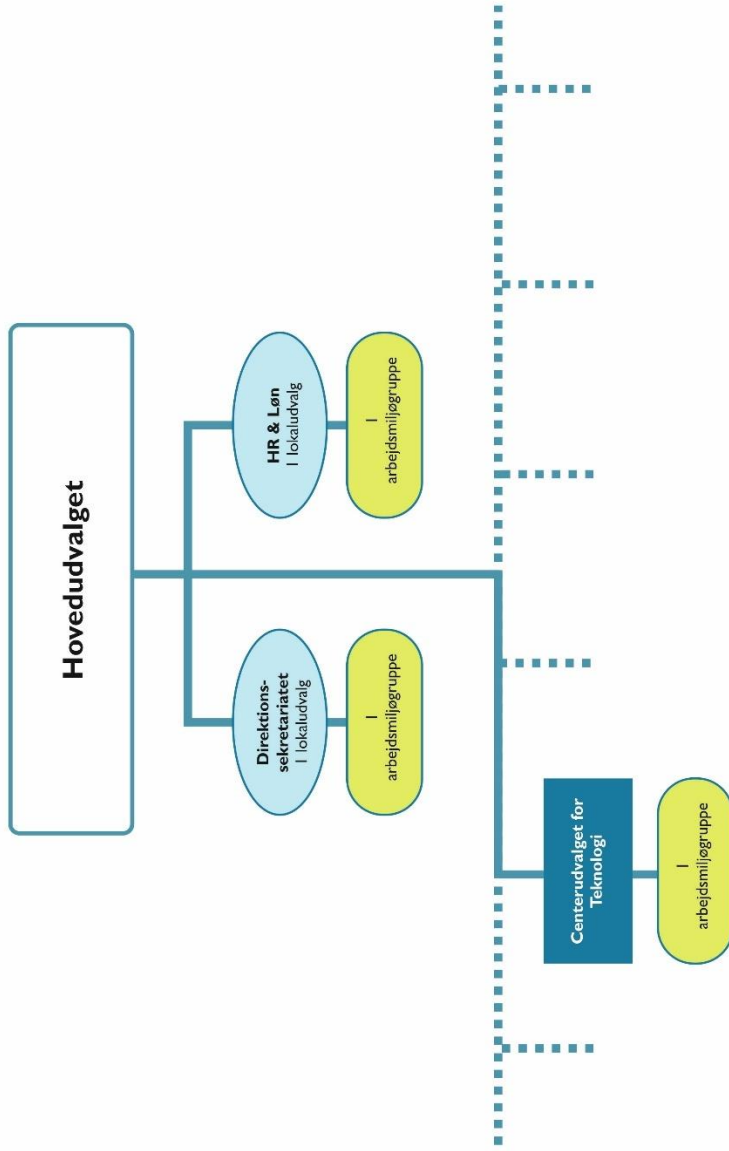 Hovedudvalget
Direktions-
sekretariatet
1 lokaludvalg
1
arbejdsmiljøgruppe
HR & Løn
1 lokaludvalg
1
arbejdsmiljøgruppe
Centerudvalget for
Teknologi
1
arbejdsmiljøgruppe